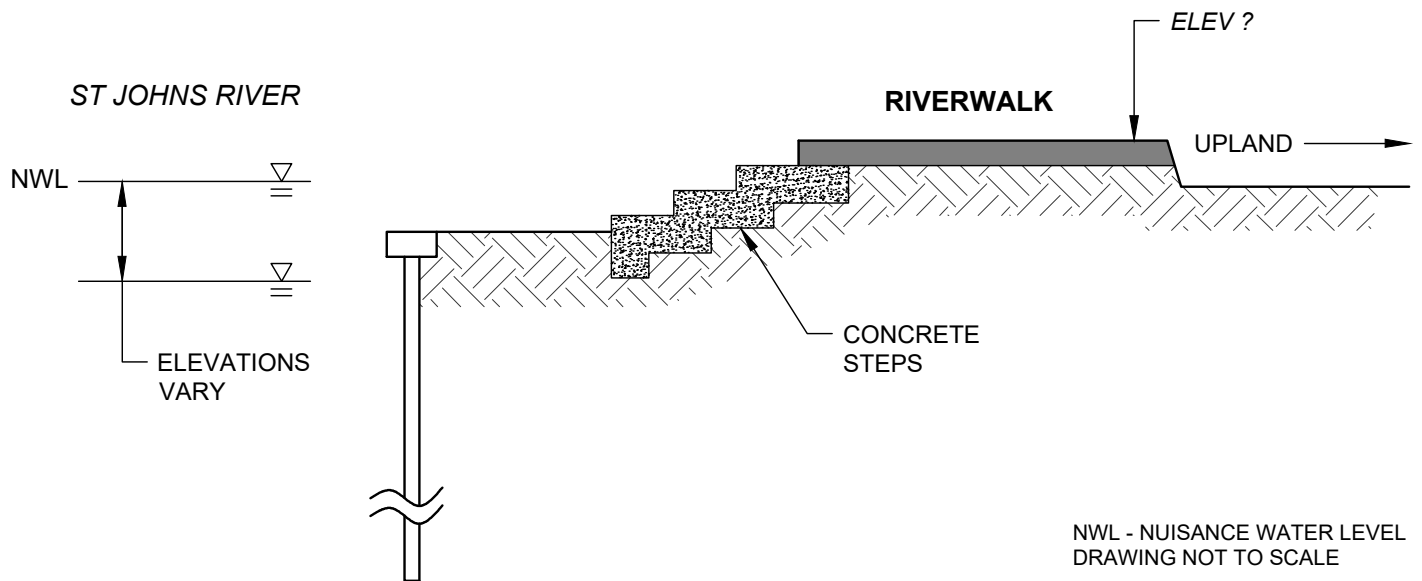 ELEV ?
ST JOHNS RIVER
RIVERWALK
UPLAND
NWL
CONCRETE
STEPS
ELEVATIONS
VARY
NWL - NUISANCE WATER LEVEL
DRAWING NOT TO SCALE